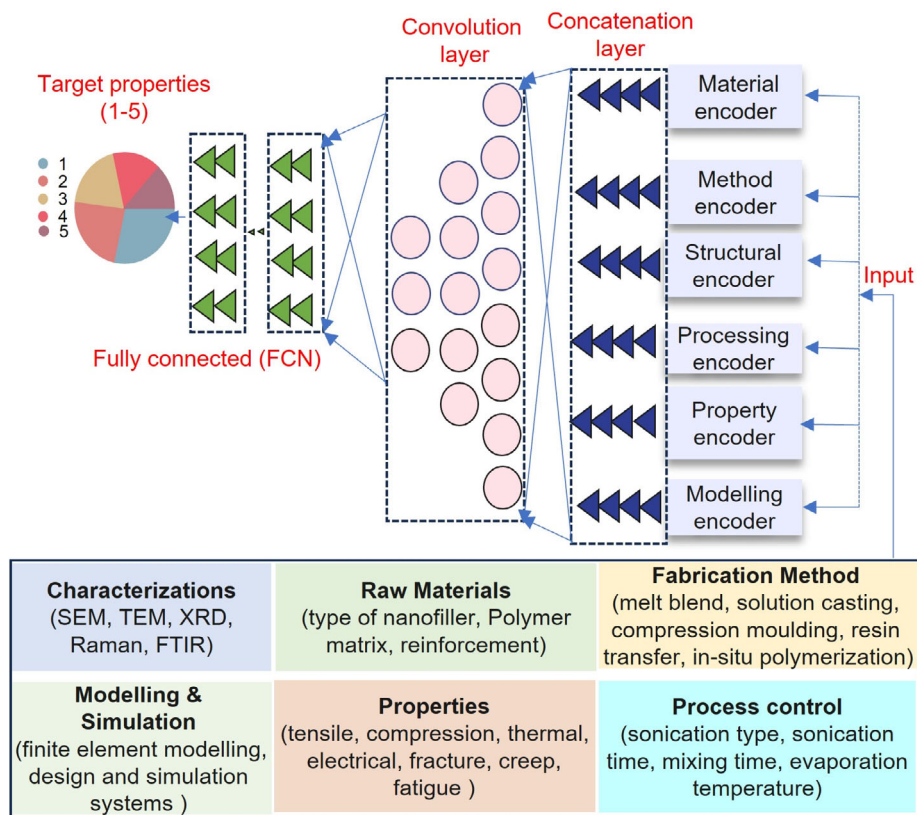 Convolution
layer
Concatenation
layer
Target properties
(1-5)
1
2
3
4
5
Fully connected (FCN)
Material
encoder
Method
encoder
Structural
encoder
Processing
encoder
Property
encoder
Modelling
encoder
Input
Characterizations
(SEM, TEM, XRD,
Raman, FTIR)
Raw Materials
(type of nanofiller, Polymer
matrix, reinforcement)
Fabrication Method
(melt blend, solution casting,
compression moulding, resin
transfer, in-situ polymerization)
Modelling &
Simulation
(finite element modelling,
design and simulation
systems )
Properties
(tensile, compression, thermal,
electrical, fracture, creep,
fatigue )
Process control
(sonication type, sonication
time, mixing time, evaporation
temperature)